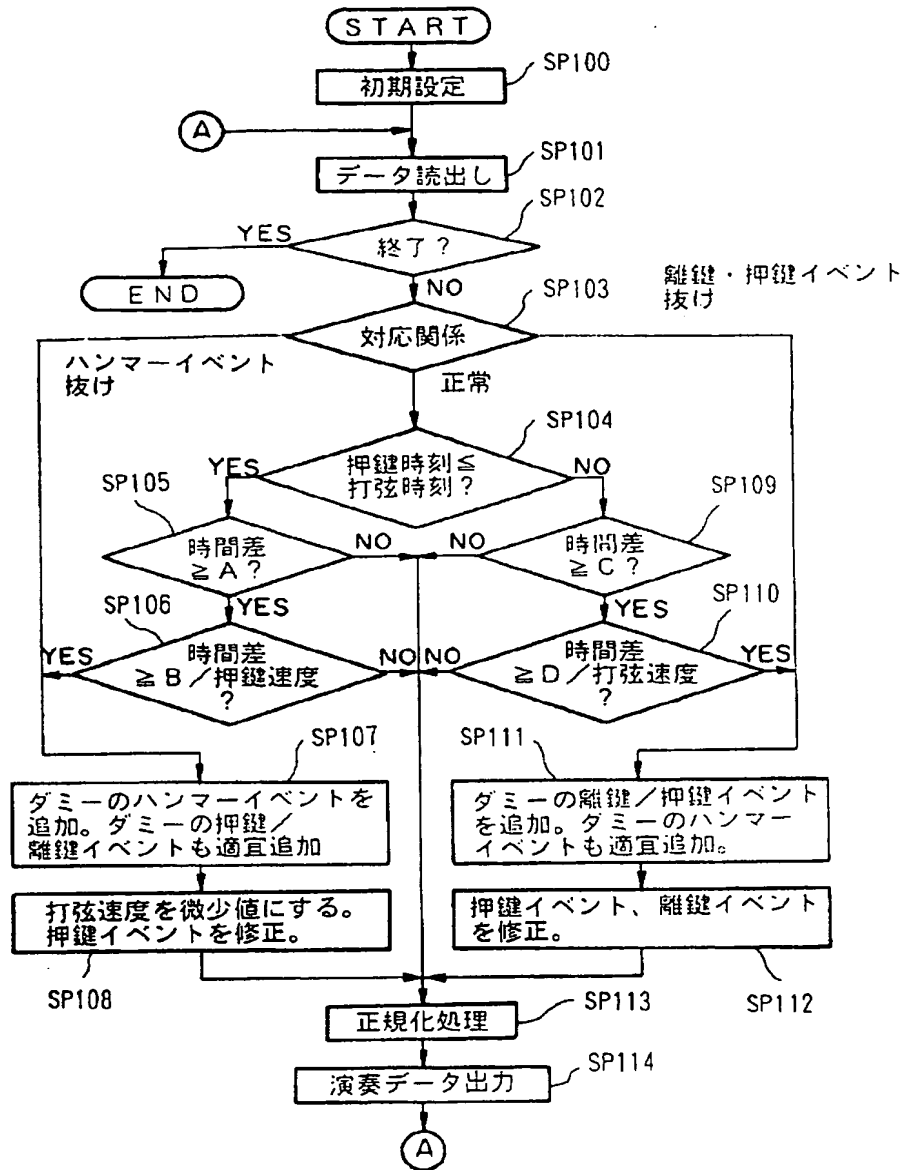 START
SP100
初期設定
A
SP101
データ読出し
SP102
YES
終了?
END
NO
SP103
離鍵・押鍵イベント
抜け
対応関係
ハンマーイベント
抜け
正常
SP104
YES
押鍵時刻≦
打弦時刻?
NO
SP105
SP109
時間差
≧A?
NO
NO
時間差
≧C?
SP106
YES
YES
SP110
YES
時間差
≧B/押鍵速度
?
NO
NO
時間差
≧D/打弦速度
?
YES
SP107
SP111
ダミーのハンマーイベントを
追加。ダミーの押鍵/
離鍵イベントも適宜追加
ダミーの離鍵/押鍵イベント
を追加。ダミーのハンマー
イベントも適宜追加。
打弦速度を微少値にする。
押鍵イベントを修正。
押鍵イベント、離鍵イベント
を修正。
SP108
SP112
SP113
正規化処理
SP114
演奏データ出力
A